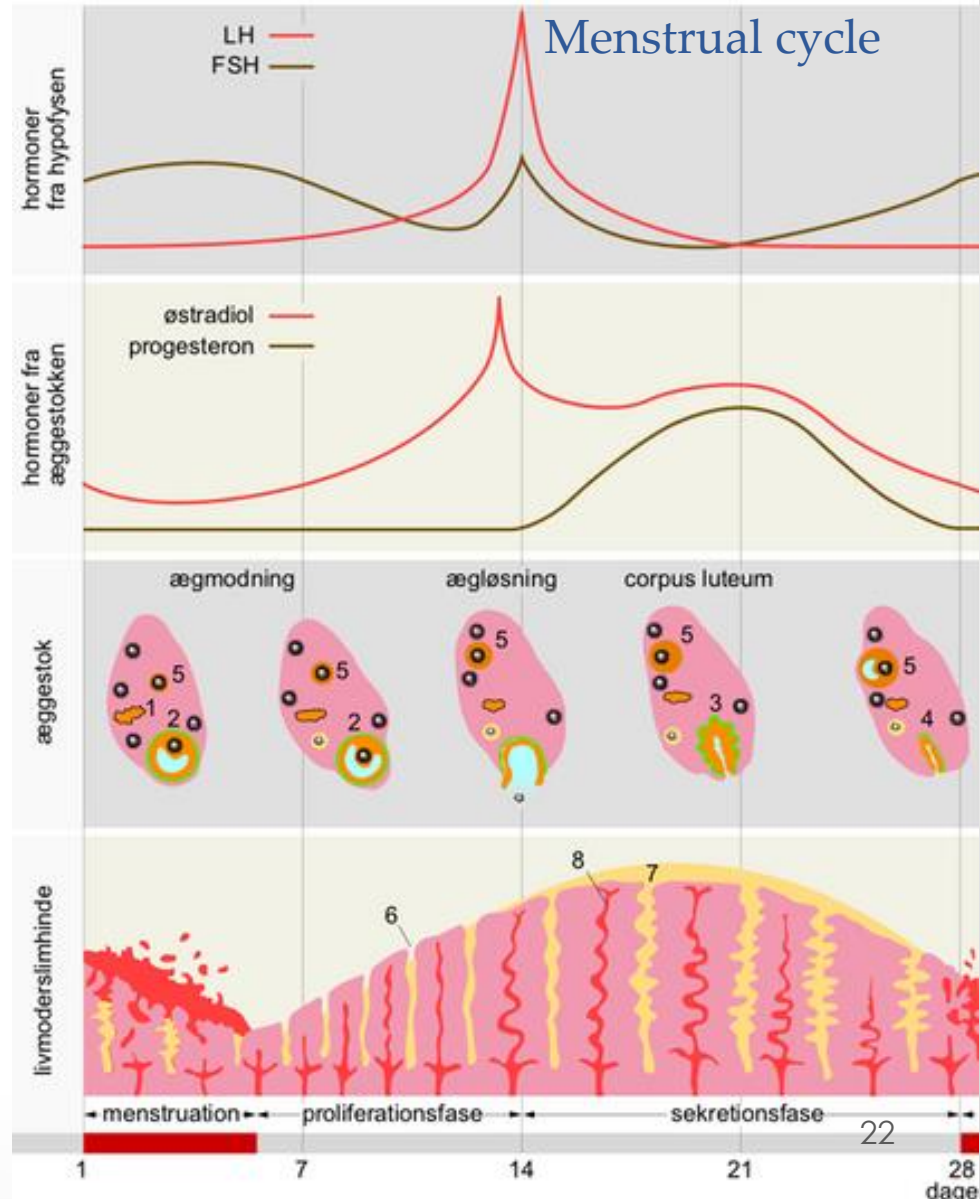 Menstrual cycle
LH
FSH
hormoner
fra hypofysen
østradiol
progesteron
hormoner fra
æggestokken
ægmodning
ægløsning
corpus luteum
æggestok
5
1
2
5
2
5
5
3
5
4
livmoderslimhinde
6
8
7
menstruation
proliferationsfase
sekretionsfase
22
1
7
14
21
28
dage